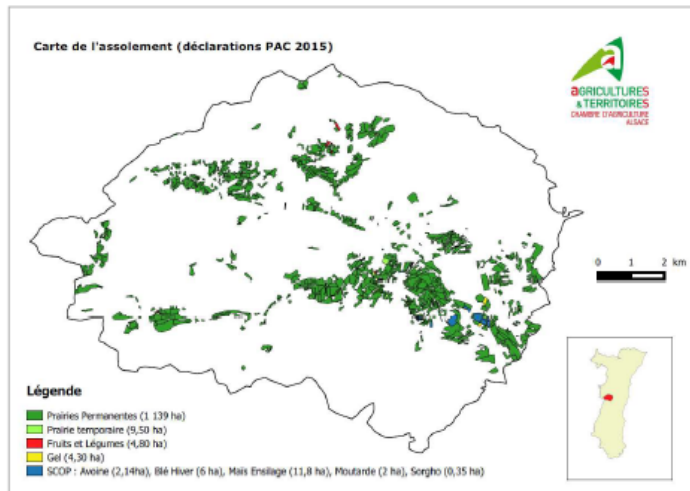 Carte de l'assolement (déclarations PAC 2015)
aGRICULTURES
& TERRITOIRES
CHAMBRE D'AGRICULTURE
ALSACE
0 1 2 km
Légende
Prairies Permanentes (1 139 ha)
Prairie temporaire (9,50 ha)
Fruits et Légumes (4,80 ha)
Gel (4,30 ha)
SCOP : Avoine (2,14ha), Blé Hiver (6 ha), Maïs Ensilage (11,8 ha), Moutarde (2 ha), Sorgho (0,35 ha)